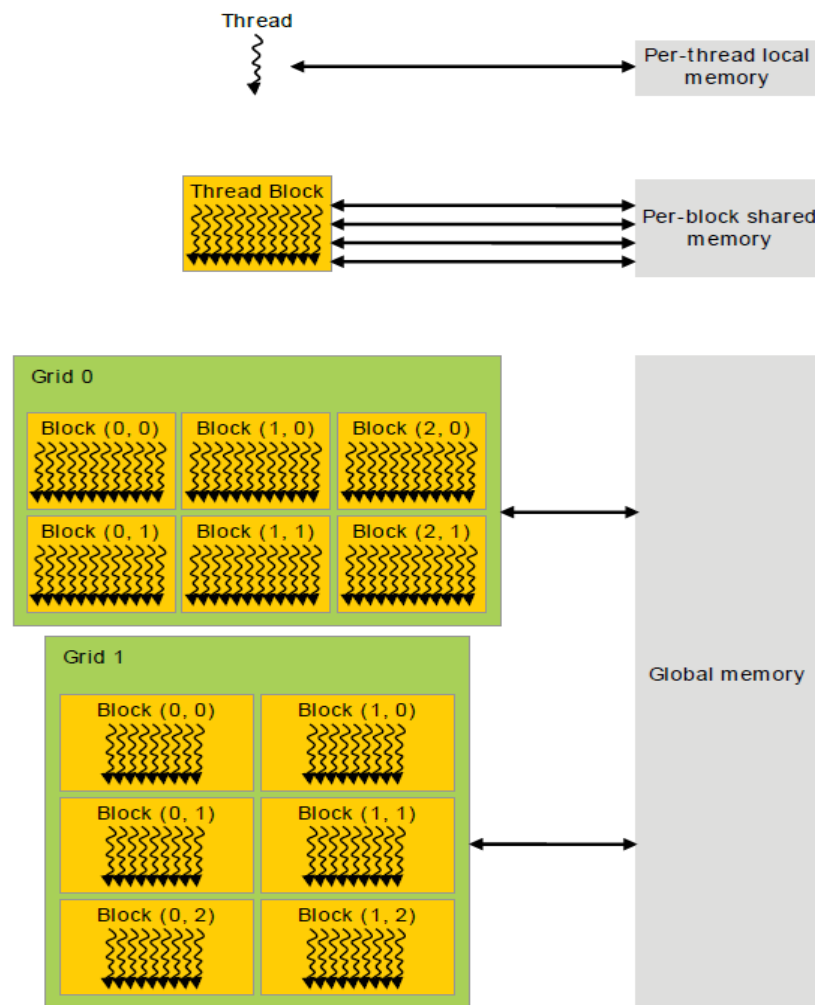 Thread
Per-thread local
memory
Thread Block
Per-block shared
memory
Grid 0
Block (0, 0)
Block (1, 0)
Block (2, 0)
Block (0, 1)
Block (1, 1)
Block (2, 1)
Grid 1
Block (0, 0)
Block (1, 0)
Global memory
Block (0, 1)
Block (1, 1)
Block (0, 2)
Block (1, 2)